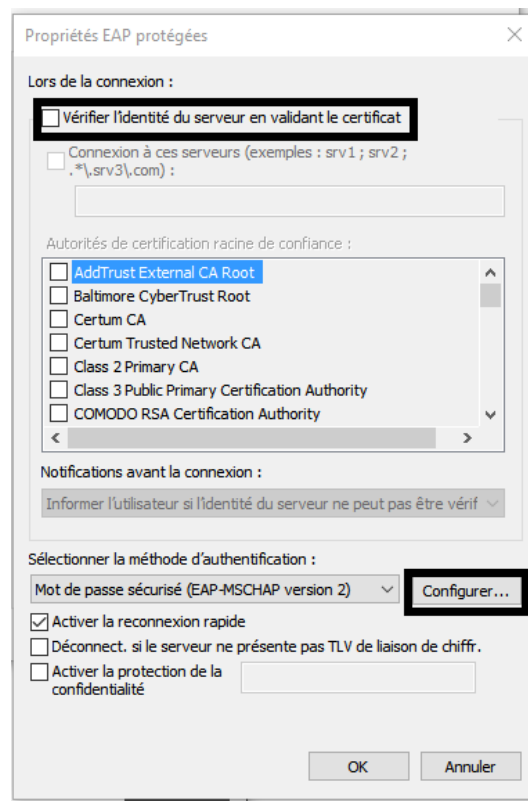 Propriétés EAP protégées
Lors de la connexion :
Vérifier l'identité du serveur en validant le certificat
Connexion à ces serveurs (exemples : srv1 ; srv2 ;
.*\.srv3\.com) :
Autorités de certification racine de confiance :
AddTrust External CA Root
Baltimore CyberTrust Root
Certum CA
Certum Trusted Network CA
Class 2 Primary CA
Class 3 Public Primary Certification Authority
COMODO RSA Certification Authority
Notifications avant la connexion :
Informer l'utilisateur si l'identité du serveur ne peut pas être vérif
Sélectionner la méthode d'authentification :
Mot de passe sécurisé (EAP-MSCHAP version 2)
Configurer...
Activer la reconnexion rapide
Déconnect. si le serveur ne présente pas TLV de liaison de chiffr.
Activer la protection de la
confidentialité
OK
Annuler